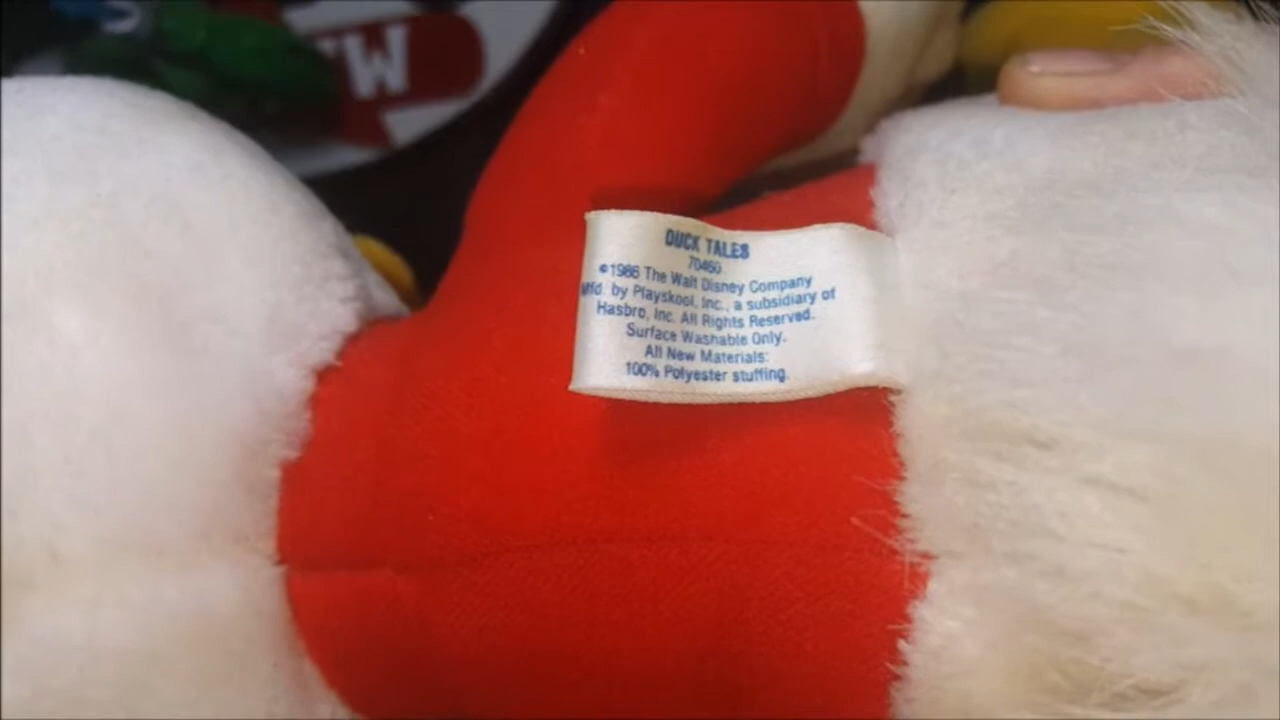 W
DUCK TALES
70460
©1986 The Walt Disney Company
Mfd. by Playskool, Inc., a subsidiary of
Hasbro, Inc. All Rights Reserved.
Surface Washable Only.
All New Materials:
100% Polyester stuffing.